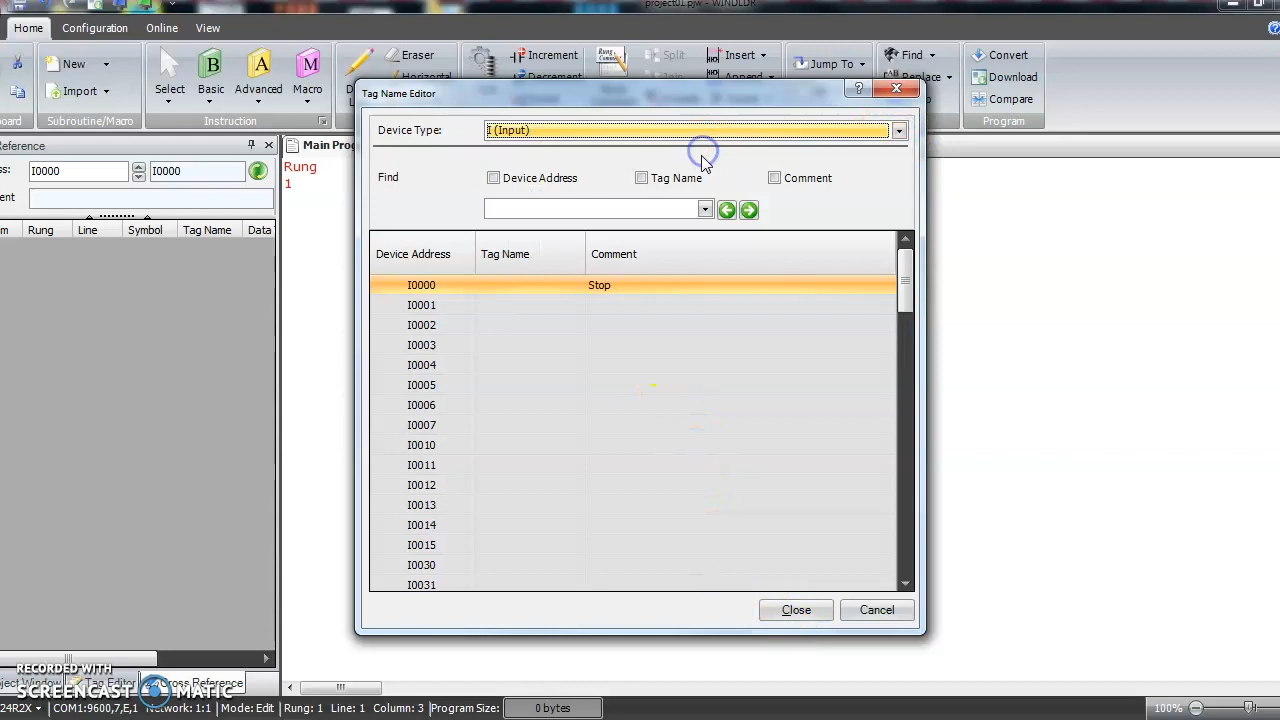 project01.pjw - WINDLDR
Home Configuration Online View
New
Import
Subroutine/Macro
Select
Basic
Advanced
Macro
Instruction
Eraser
Horizontal
Increment
Decrement
Rung
Split
Insert
Append
Jump To
Find
Replace
Convert
Download
Compare
Program
Tag Name Editor
Device Type: I (Input)
Find Device Address Tag Name Comment
Device Address Tag Name Comment
I0000 Stop
I0001
I0002
I0003
I0004
I0005
I0006
I0007
I0010
I0011
I0012
I0013
I0014
I0015
I0030
I0031
Close Cancel
Reference
I0000 I0000
Rung Line Symbol Tag Name Data
Main Prog
Rung
1
RECORDED WITH
SCREENCAST MATIC
Tag Editor Cross Reference
24R2X COM1:9600,7,E,1 Network: 1:1 Mode: Edit Rung: 1 Line: 1 Column: 3 Program Size: 0 bytes 100%